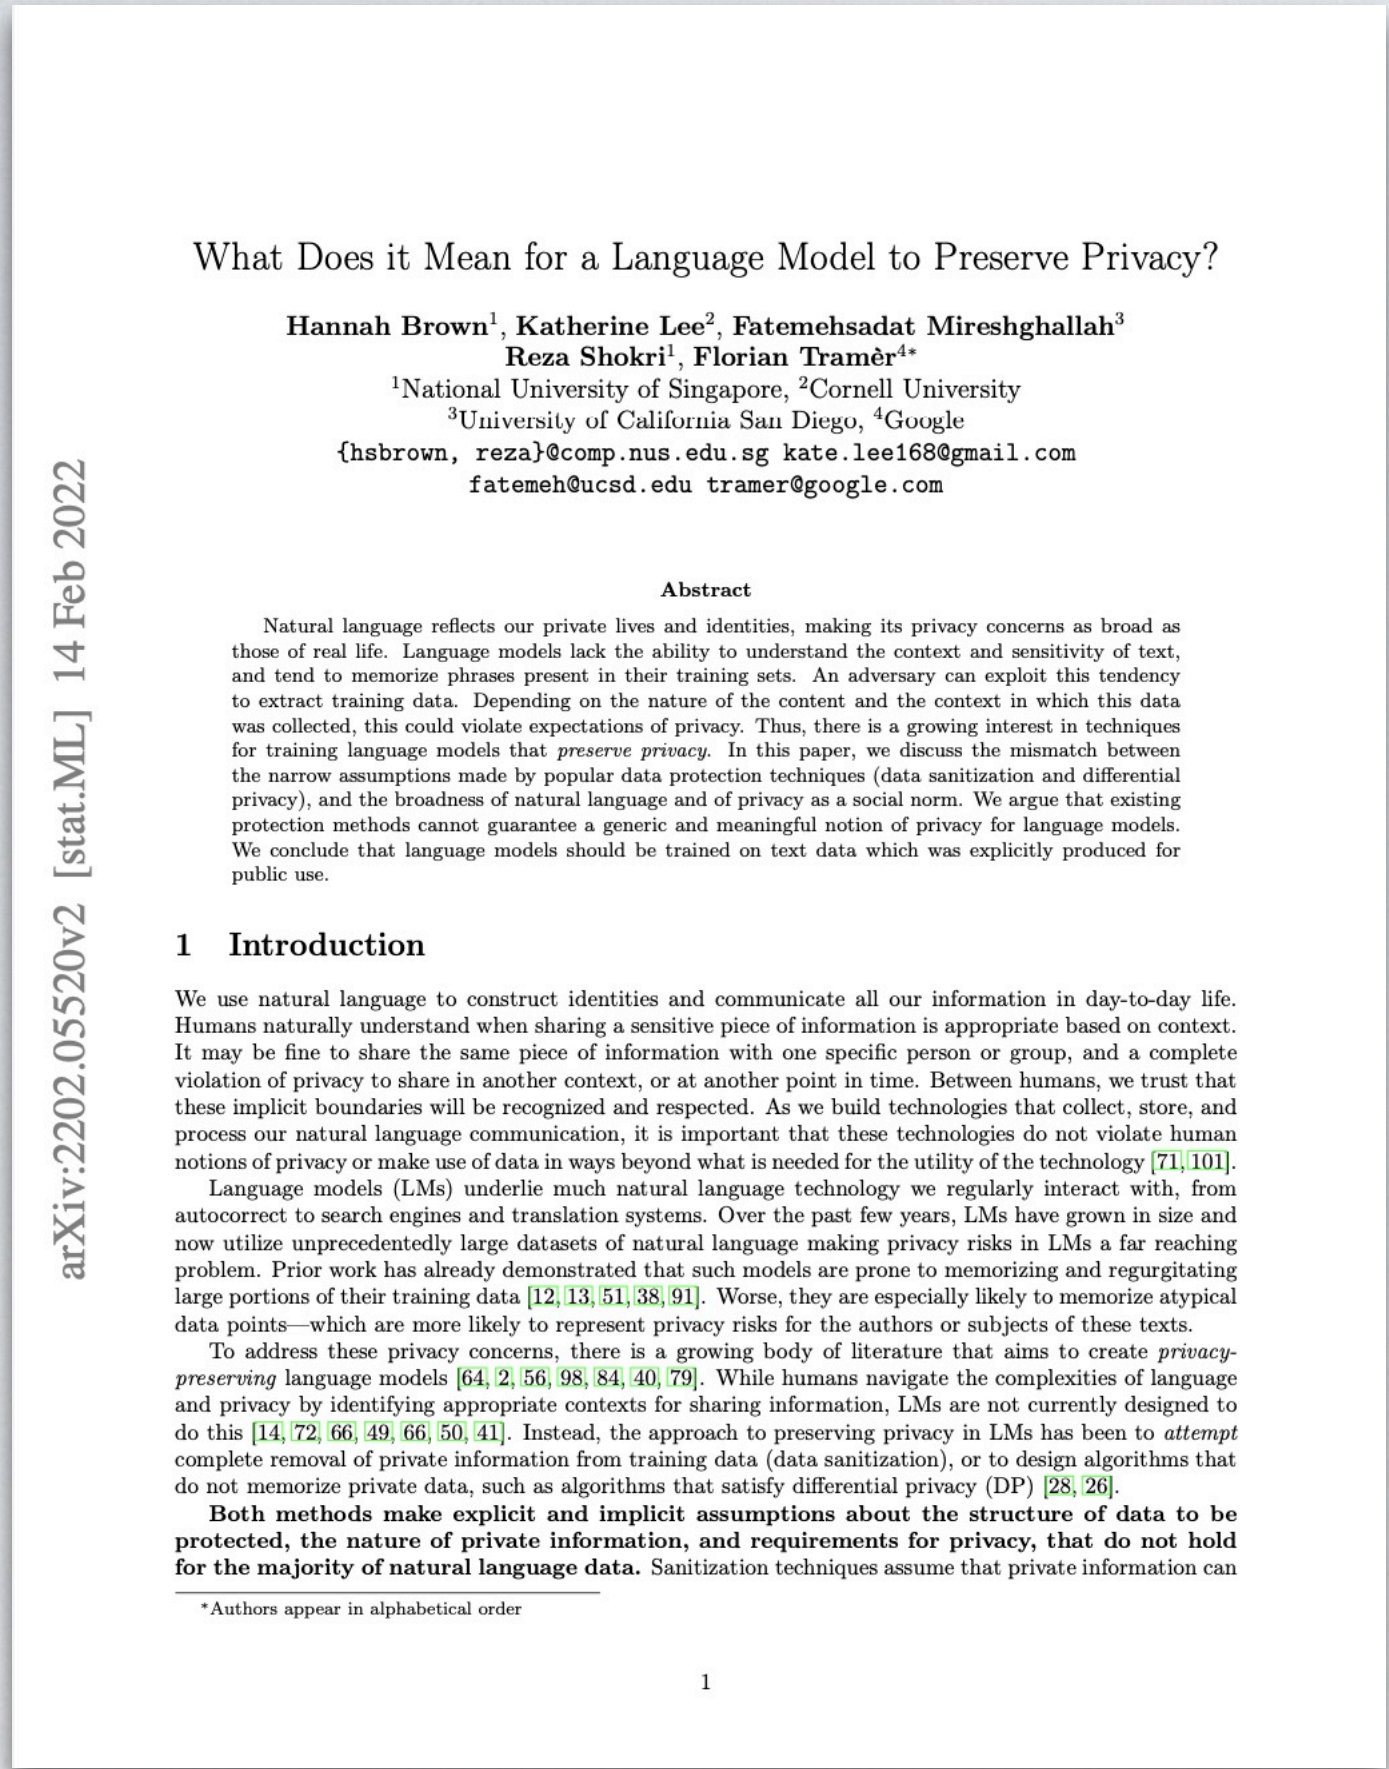 What Does it Mean for a Language Model to Preserve Privacy?
Hannah Brown¹, Katherine Lee², Fatemehsadat Mireshghallah³
Reza Shokri¹, Florian Tramèr⁴*
¹National University of Singapore, ²Cornell University
³University of California San Diego, ⁴Google
{hsbrown, reza}@comp.nus.edu.sg kate.lee168@gmail.com
fatemeh@ucsd.edu tramer@google.com
Abstract
Natural language reflects our private lives and identities, making its privacy concerns as broad as
those of real life. Language models lack the ability to understand the context and sensitivity of text,
and tend to memorize phrases present in their training sets. An adversary can exploit this tendency
to extract training data. Depending on the nature of the content and the context in which this data
was collected, this could violate expectations of privacy. Thus, there is a growing interest in techniques
for training language models that preserve privacy. In this paper, we discuss the mismatch between
the narrow assumptions made by popular data protection techniques (data sanitization and differential
privacy), and the broadness of natural language and of privacy as a social norm. We argue that existing
protection methods cannot guarantee a generic and meaningful notion of privacy for language models.
We conclude that language models should be trained on text data which was explicitly produced for
public use.
1 Introduction
We use natural language to construct identities and communicate all our information in day-to-day life.
Humans naturally understand when sharing a sensitive piece of information is appropriate based on context.
It may be fine to share the same piece of information with one specific person or group, and a complete
violation of privacy to share in another context, or at another point in time. Between humans, we trust that
these implicit boundaries will be recognized and respected. As we build technologies that collect, store, and
process our natural language communication, it is important that these technologies do not violate human
notions of privacy or make use of data in ways beyond what is needed for the utility of the technology [71, 101].
Language models (LMs) underlie much natural language technology we regularly interact with, from
autocorrect to search engines and translation systems. Over the past few years, LMs have grown in size and
now utilize unprecedentedly large datasets of natural language making privacy risks in LMs a far reaching
problem. Prior work has already demonstrated that such models are prone to memorizing and regurgitating
large portions of their training data [12, 13, 51, 38, 91]. Worse, they are especially likely to memorize atypical
data points—which are more likely to represent privacy risks for the authors or subjects of these texts.
To address these privacy concerns, there is a growing body of literature that aims to create privacy-
preserving language models [64, 2, 56, 98, 84, 40, 79]. While humans navigate the complexities of language
and privacy by identifying appropriate contexts for sharing information, LMs are not currently designed to
do this [14, 72, 66, 49, 66, 50, 41]. Instead, the approach to preserving privacy in LMs has been to attempt
complete removal of private information from training data (data sanitization), or to design algorithms that
do not memorize private data, such as algorithms that satisfy differential privacy (DP) [28, 26].
Both methods make explicit and implicit assumptions about the structure of data to be
protected, the nature of private information, and requirements for privacy, that do not hold
for the majority of natural language data. Sanitization techniques assume that private information can
*Authors appear in alphabetical order
1
arXiv:2202.05520v2 [stat.ML] 14 Feb 2022